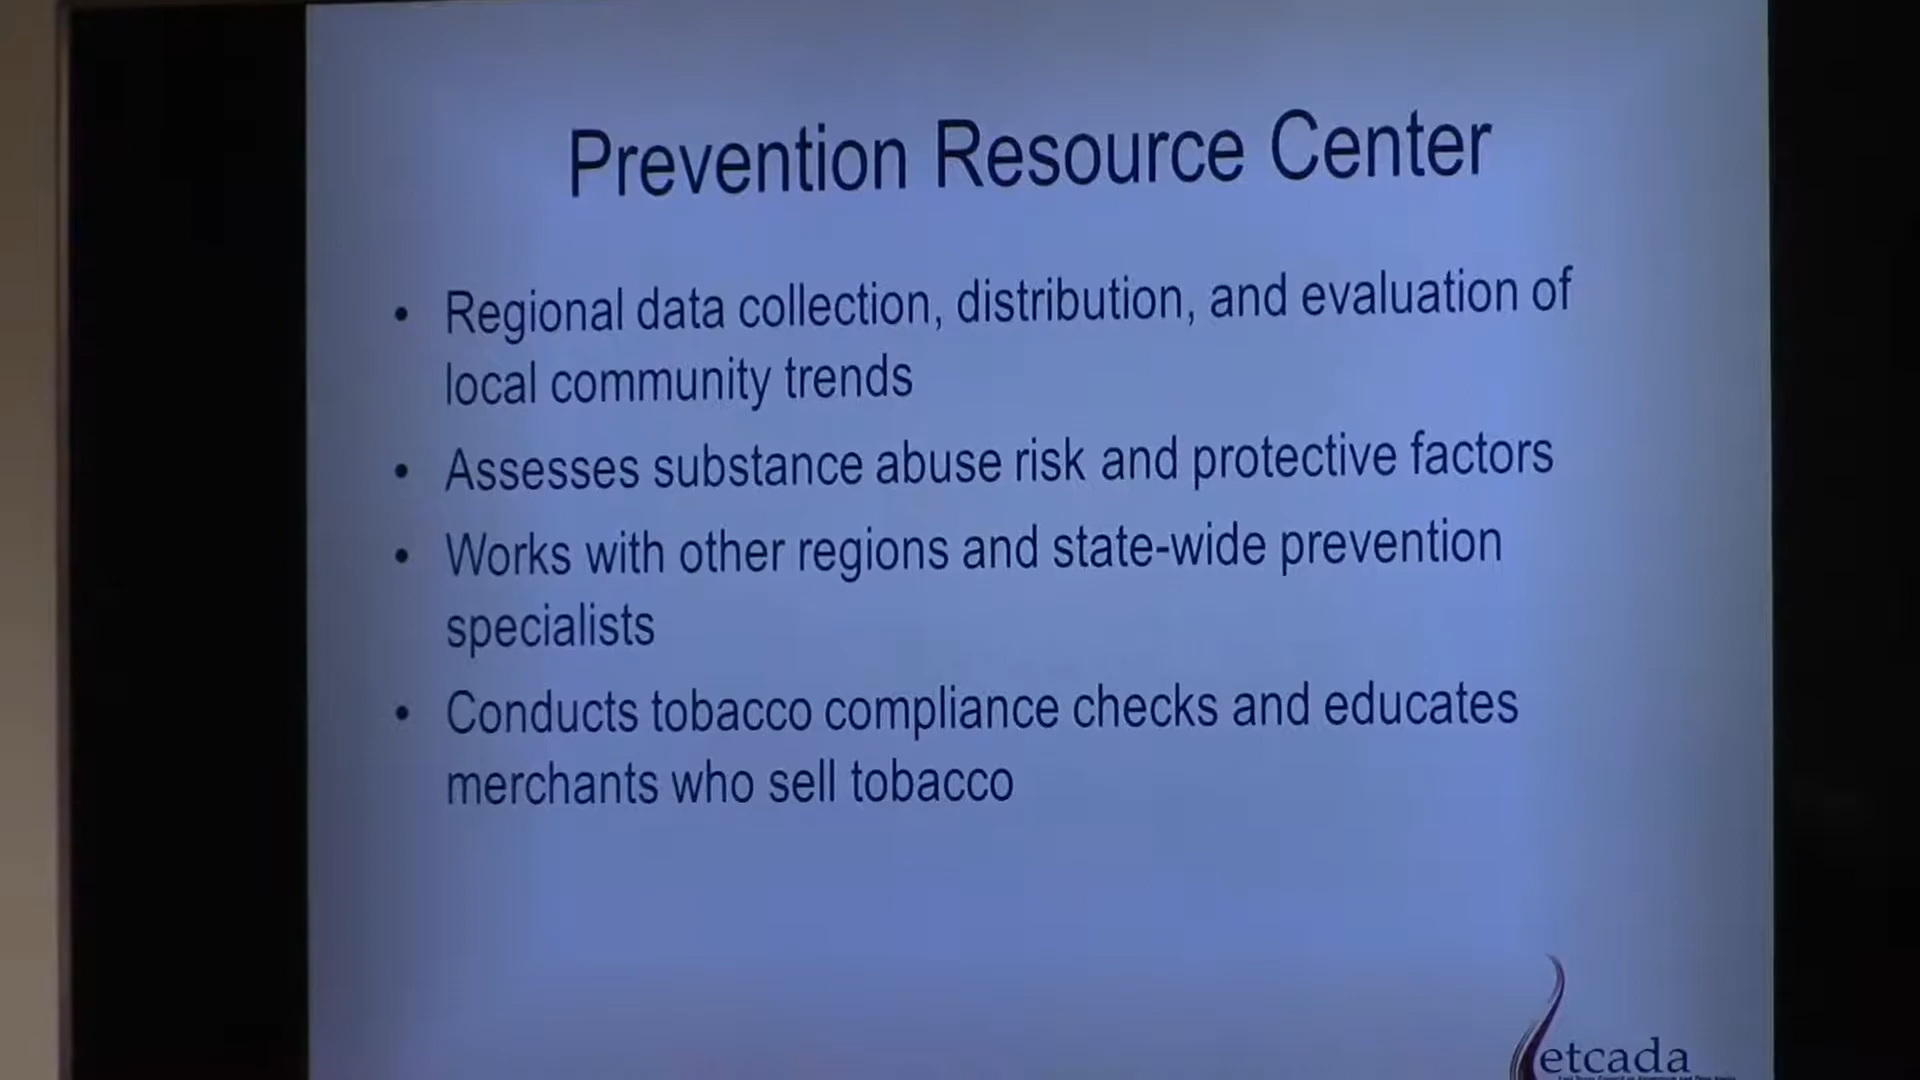 Prevention Resource Center
• Regional data collection, distribution, and evaluation of
local community trends
• Assesses substance abuse risk and protective factors
• Works with other regions and state-wide prevention
specialists
• Conducts tobacco compliance checks and educates
merchants who sell tobacco
etcada